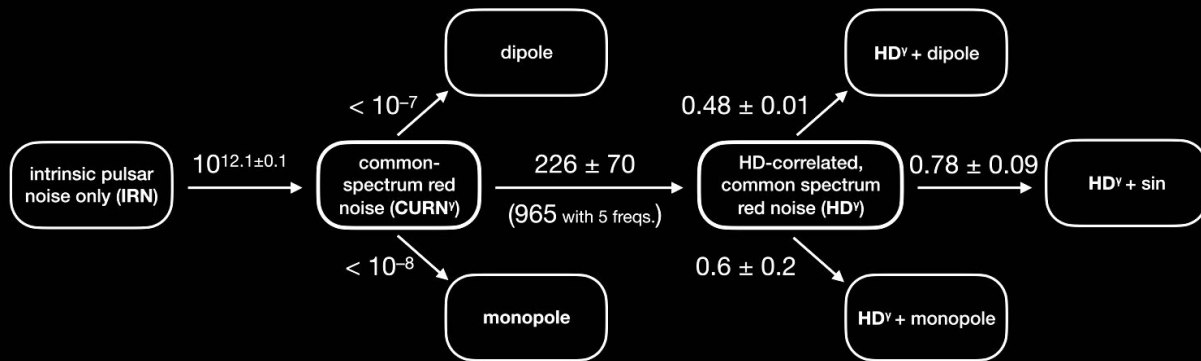 dipole
HDᵞ + dipole
< 10⁻⁷
0.48 ± 0.01
intrinsic pulsar
noise only (IRN)
10¹²·¹±⁰·¹
common-
spectrum red
noise (CURNᵞ)
226 ± 70
(965 with 5 freqs.)
HD-correlated,
common spectrum
red noise (HDᵞ)
0.78 ± 0.09
HDᵞ + sin
< 10⁻⁸
0.6 ± 0.2
monopole
HDᵞ + monopole